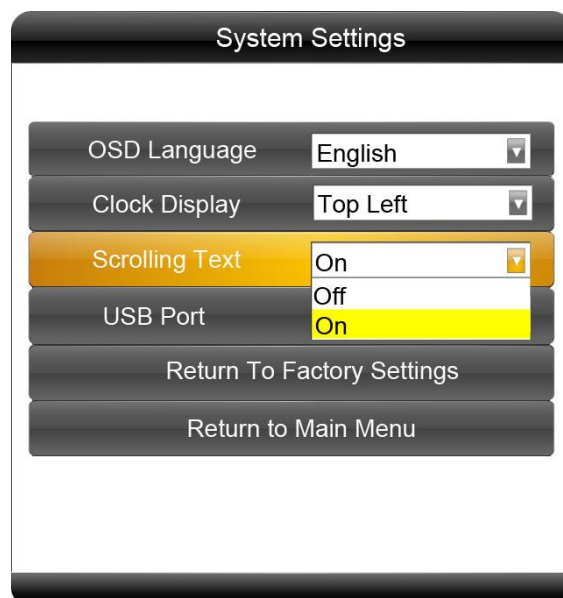 System Settings
OSD Language English
Clock Display Top Left
Scrolling Text On
Off
USB Port On
Return To Factory Settings
Return to Main Menu